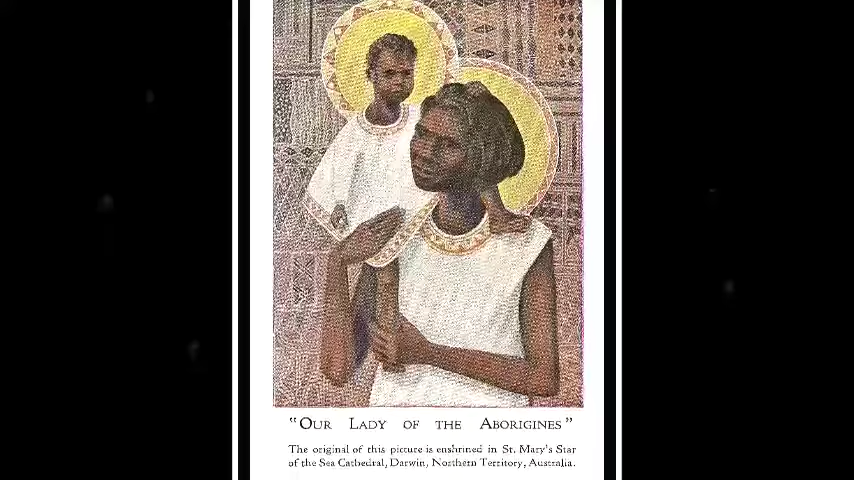 "Our Lady of the Aborigines"
The original of this picture is enshrined in St. Mary's Star
of the Sea Cathedral, Darwin, Northern Territory, Australia.